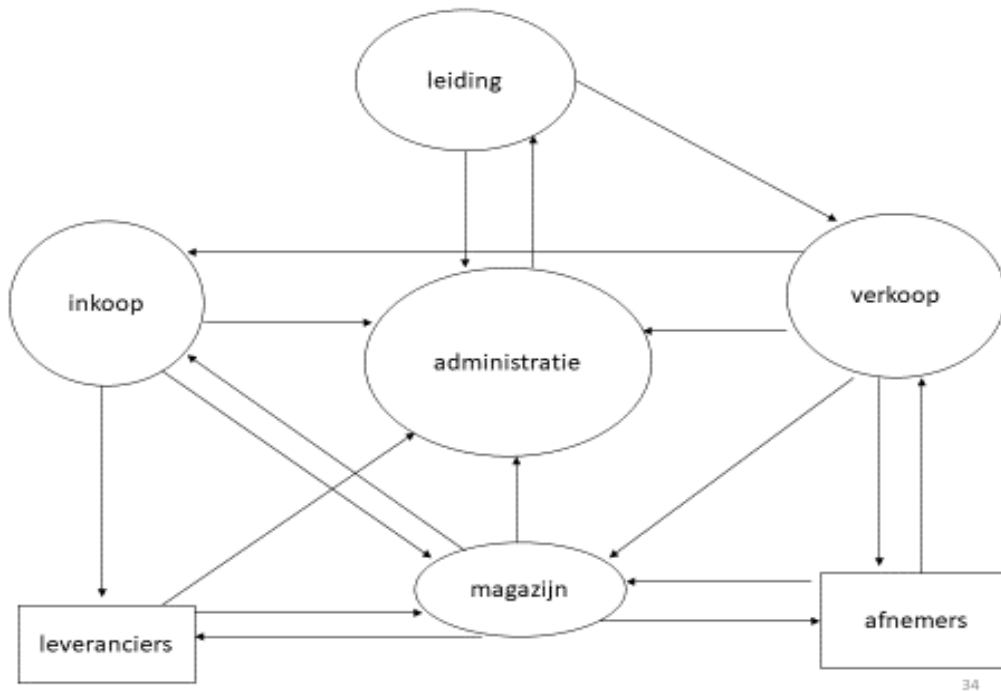 leiding
inkoop
verkoop
administratie
magazijn
leveranciers
afnemers
34